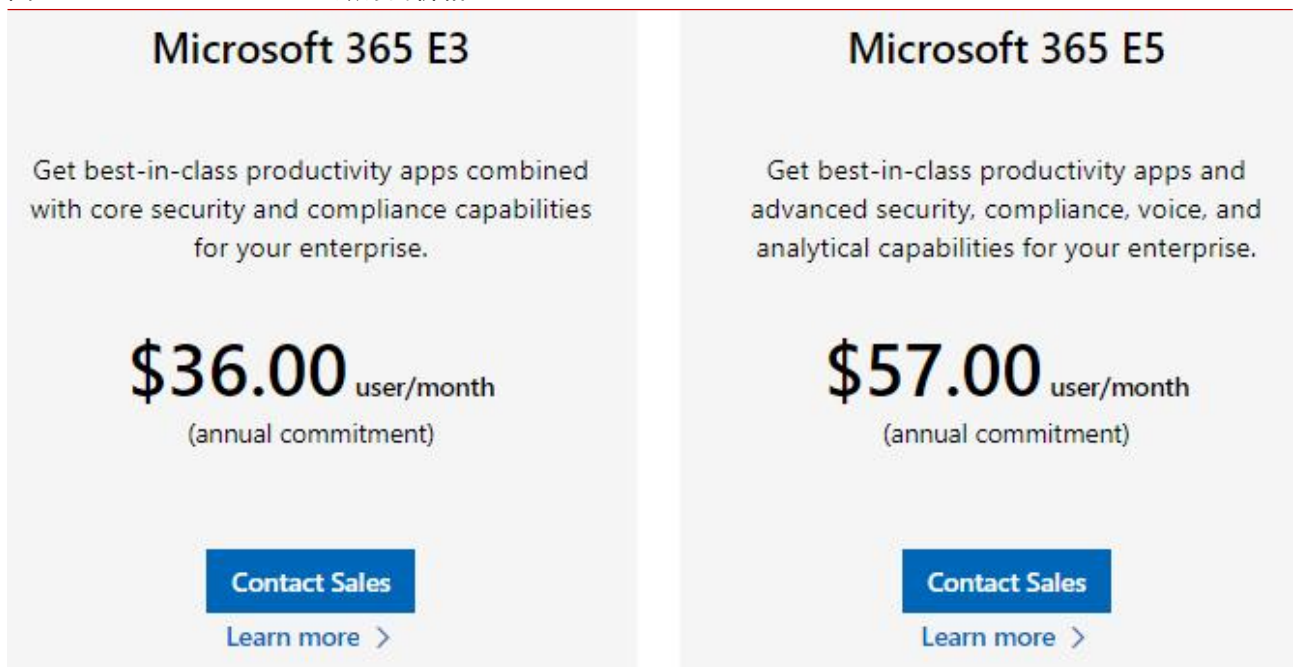 Microsoft 365 E3
Get best-in-class productivity apps combined
with core security and compliance capabilities
for your enterprise.
$36.00 user/month
(annual commitment)
Contact Sales
Learn more >
Microsoft 365 E5
Get best-in-class productivity apps and
advanced security, compliance, voice, and
analytical capabilities for your enterprise.
$57.00 user/month
(annual commitment)
Contact Sales
Learn more >